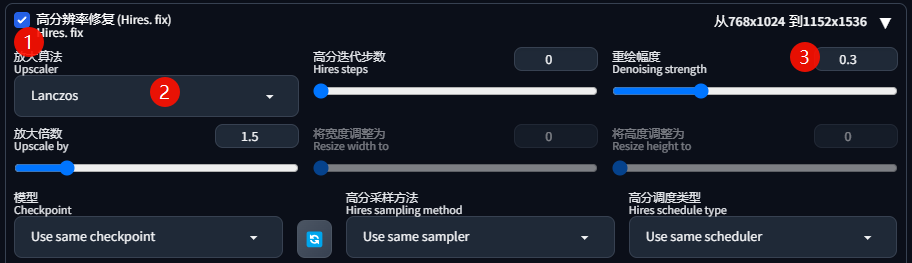 高分辨率修复 (Hires. fix)
Hires. fix
从768x1024 到1152x1536
1
放大算法
Upscaler
Lanczos
2
高分迭代步数
Hires steps
0
重绘幅度
Denoising strength
3
0.3
放大倍数
Upscale by
1.5
将宽度调整为
Resize width to
0
将高度调整为
Resize height to
0
模型
Checkpoint
Use same checkpoint
高分采样方法
Hires sampling method
Use same sampler
高分调度类型
Hires schedule type
Use same scheduler